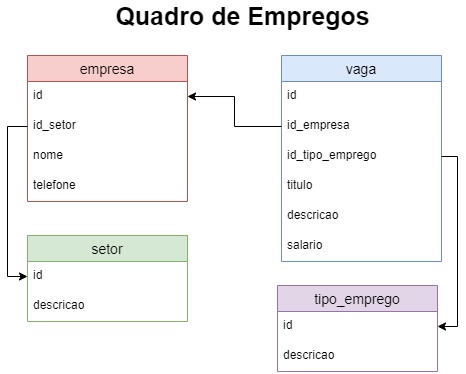 Quadro de Empregos
empresa
id
id_setor
nome
telefone
setor
id
descricao
vaga
id
id_empresa
id_tipo_emprego
titulo
descricao
salario
tipo_emprego
id
descricao